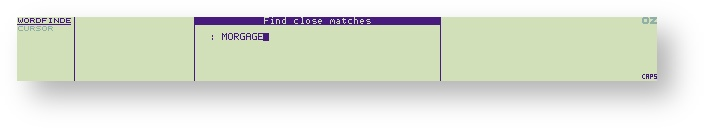 WORDFINDE
CURSOR
Find close matches
: MORGAGE
OZ
CAPS